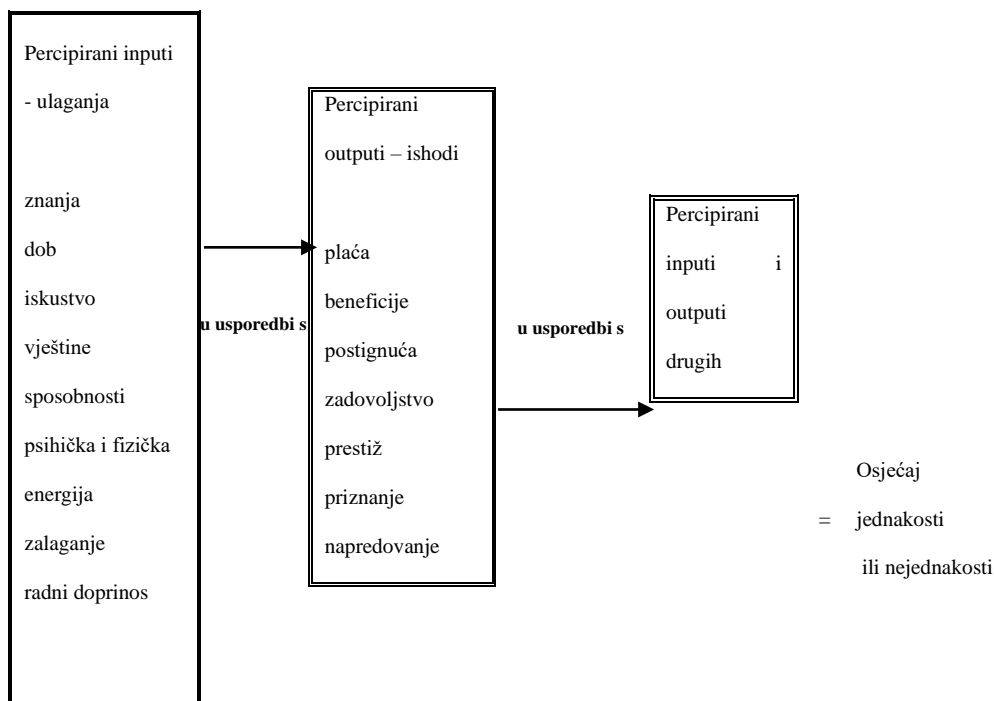 Percipirani inputi
- ulaganja
znanja
dob
iskustvo
vještine
sposobnosti
psihička i fizička
energija
zalaganje
radni doprinos
u usporedbi s
Percipirani
outputi – ishodi
plaća
beneficije
postignuća
zadovoljstvo
prestiž
priznanje
napredovanje
u usporedbi s
Percipirani
inputi i
outputi
drugih
Osjećaj
= jednakosti
ili nejednakosti